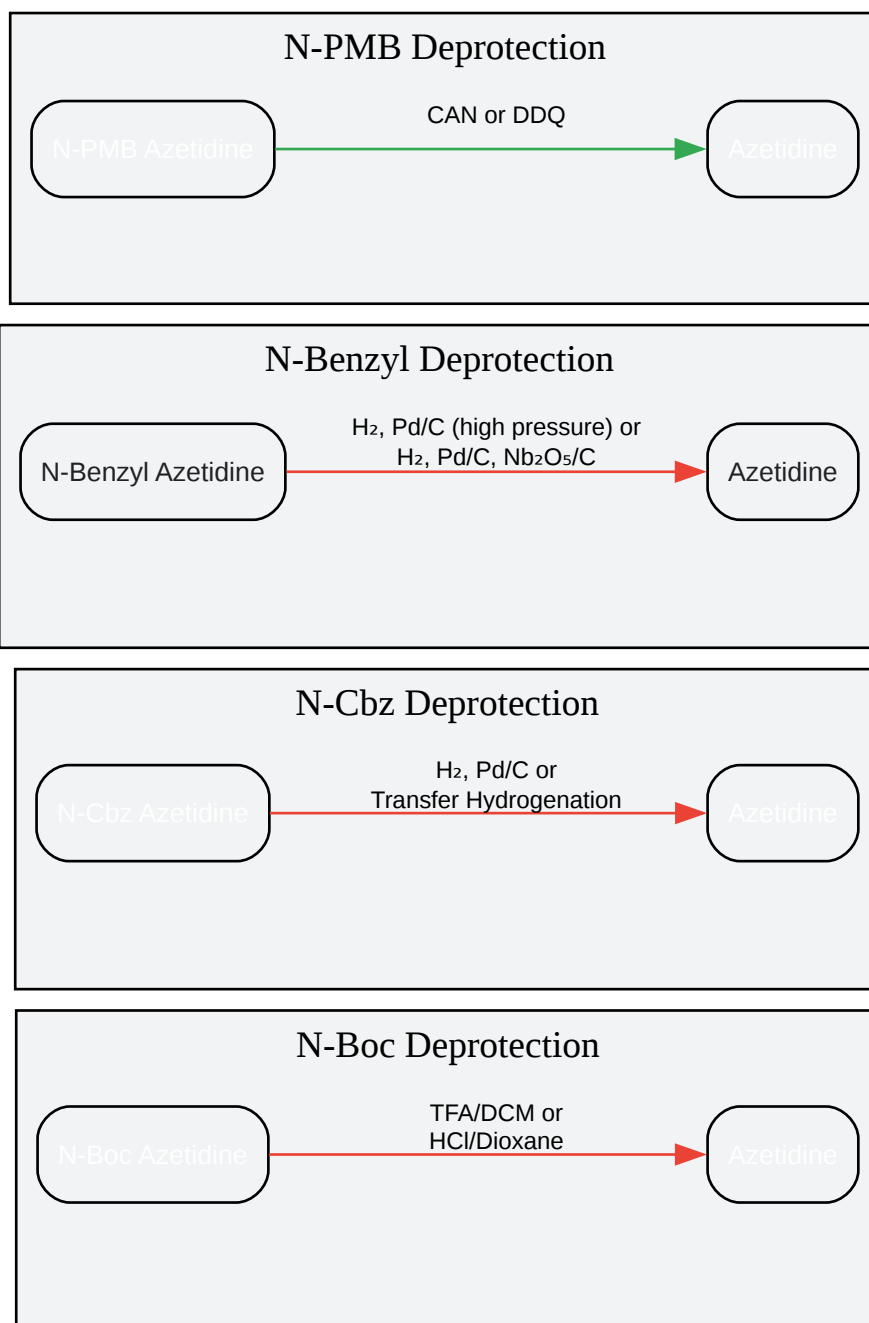 N-PMB Deprotection
CAN or DDQ
N-PMB Azetidine
Azetidine
N-Benzyl Deprotection
H₂, Pd/C (high pressure) or
H₂, Pd/C, Nb₂O₅/C
N-Benzyl Azetidine
Azetidine
N-Cbz Deprotection
H₂, Pd/C or
Transfer Hydrogenation
N-Cbz Azetidine
Azetidine
N-Boc Deprotection
TFA/DCM or
HCl/Dioxane
N-Boc Azetidine
Azetidine